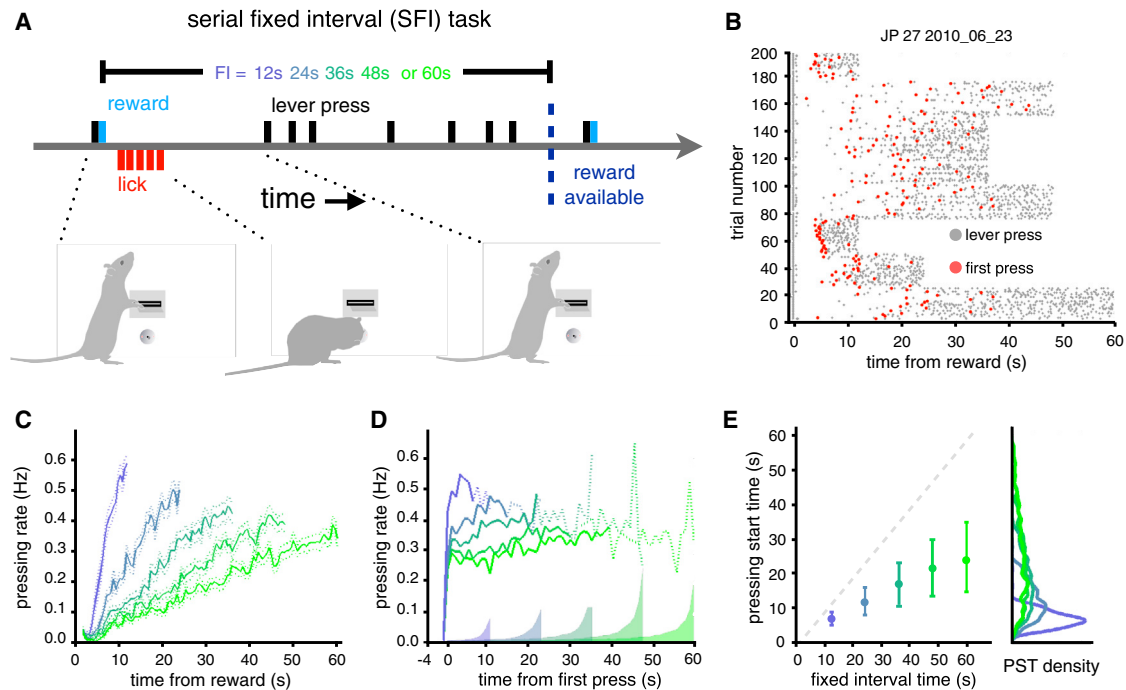 A
serial fixed interval (SFI) task
FI = 12s 24s 36s 48s or 60s
reward
lever press
lick
time
reward
available
B
JP 27 2010_06_23
200
180
160
140
120
100
80
60
40
20
0
trial number
lever press
first press
0 10 20 30 40 50 60
time from reward (s)
C
0.6
0.5
0.4
0.3
0.2
0.1
0.0
pressing rate (Hz)
0 10 20 30 40 50 60
time from reward (s)
D
0.6
0.5
0.4
0.3
0.2
0.1
0.0
pressing rate (Hz)
-4 0 10 20 30 40 50 60
time from first press (s)
E
60
50
40
30
20
10
0
pressing start time (s)
0 10 20 30 40 50 60
fixed interval time (s)
PST density